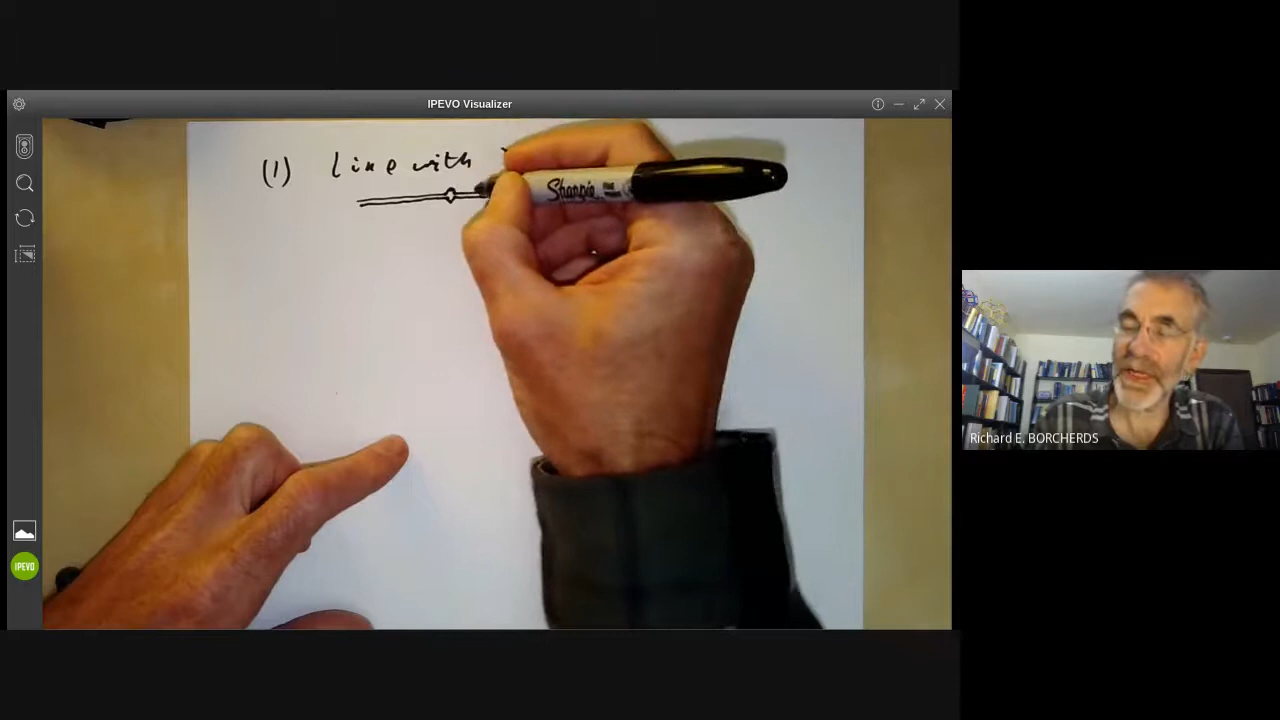 IPEVO Visualizer
(1) Line with
Sharpie
Richard E. BORCHERDS
IPEVO